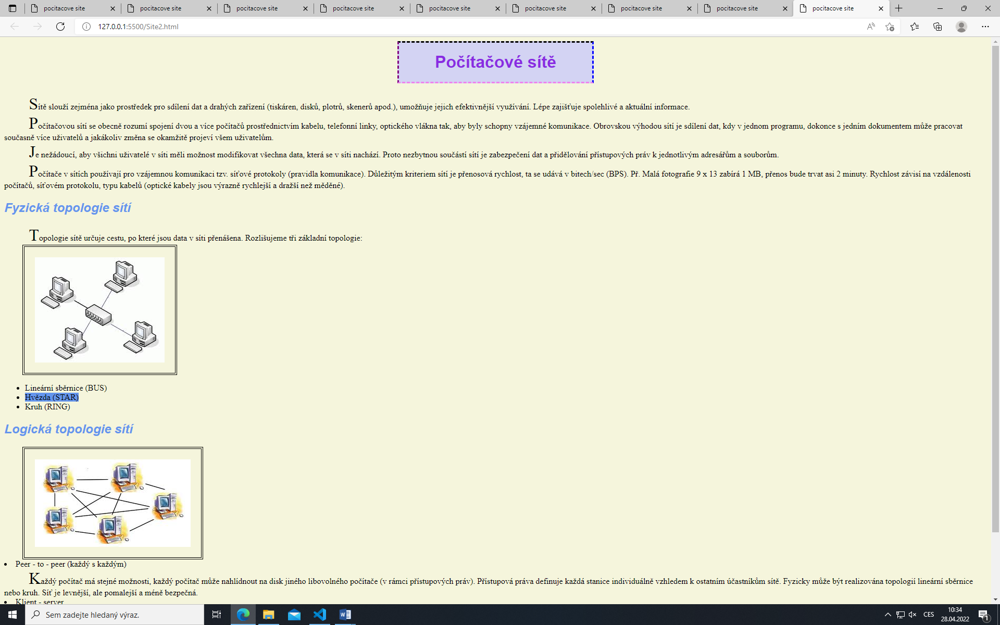 pocitacove site
pocitacove site
pocitacove site
pocitacove site
pocitacove site
pocitacove site
pocitacove site
pocitacove site
pocitacove site
127.0.0.1:5500/Site2.html
Počítačové sítě
Sítě slouží zejména jako prostředek pro sdílení dat a drahých zařízení (tiskáren, disků, plotrů, skenerů apod.), umožňuje jejich efektivnější využívání. Lépe zajišťuje spolehlivé a aktuální informace.
Počítačovou sítí se obecně rozumí spojení dvou a více počítačů prostřednictvím kabelu, telefonní linky, optického vlákna tak, aby byly schopny vzájemné komunikace. Obrovskou výhodou sítí je sdílení dat, kdy v jednom programu, dokonce s jedním dokumentem může pracovat
současně více uživatelů a jakákoliv změna se okamžitě projeví všem uživatelům.
Je nežádoucí, aby všichni uživatelé v síti měli možnost modifikovat všechna data, která se v síti nachází. Proto nezbytnou součástí sítí je zabezpečení dat a přidělování přístupových práv k jednotlivým adresářům a souborům.
Počítače v sítích používají pro vzájemnou komunikaci tzv. síťové protokoly (pravidla komunikace). Důležitým kriteriem sítí je přenosová rychlost, ta se udává v bitech/sec (BPS). Př. Malá fotografie 9 x 13 zabírá 1 MB, přenos bude trvat asi 2 minuty. Rychlost závisí na vzdálenosti
počítačů, síťovém protokolu, typu kabelů (optické kabely jsou výrazně rychlejší a dražší než měděné).
Fyzická topologie sítí
Topologie sítě určuje cestu, po které jsou data v síti přenášena. Rozlišujeme tři základní topologie:
Lineární sběrnice (BUS)
Hvězda (STAR)
Kruh (RING)
Logická topologie sítí
Peer - to - peer (každý s každým)
Každý počítač má stejné možnosti, každý počítač může nahlídnout na disk jiného libovolného počítače (v rámci přístupových práv). Přístupová práva definuje každá stanice individuálně vzhledem k ostatním účastníkům sítě. Fyzicky může být realizována topologií lineární sběrnice
nebo kruh. Síť je levnější, ale pomalejší a méně bezpečná.
Klient - server
Sem zadejte hledaný výraz.
CES
10:34
28.04.2022
1